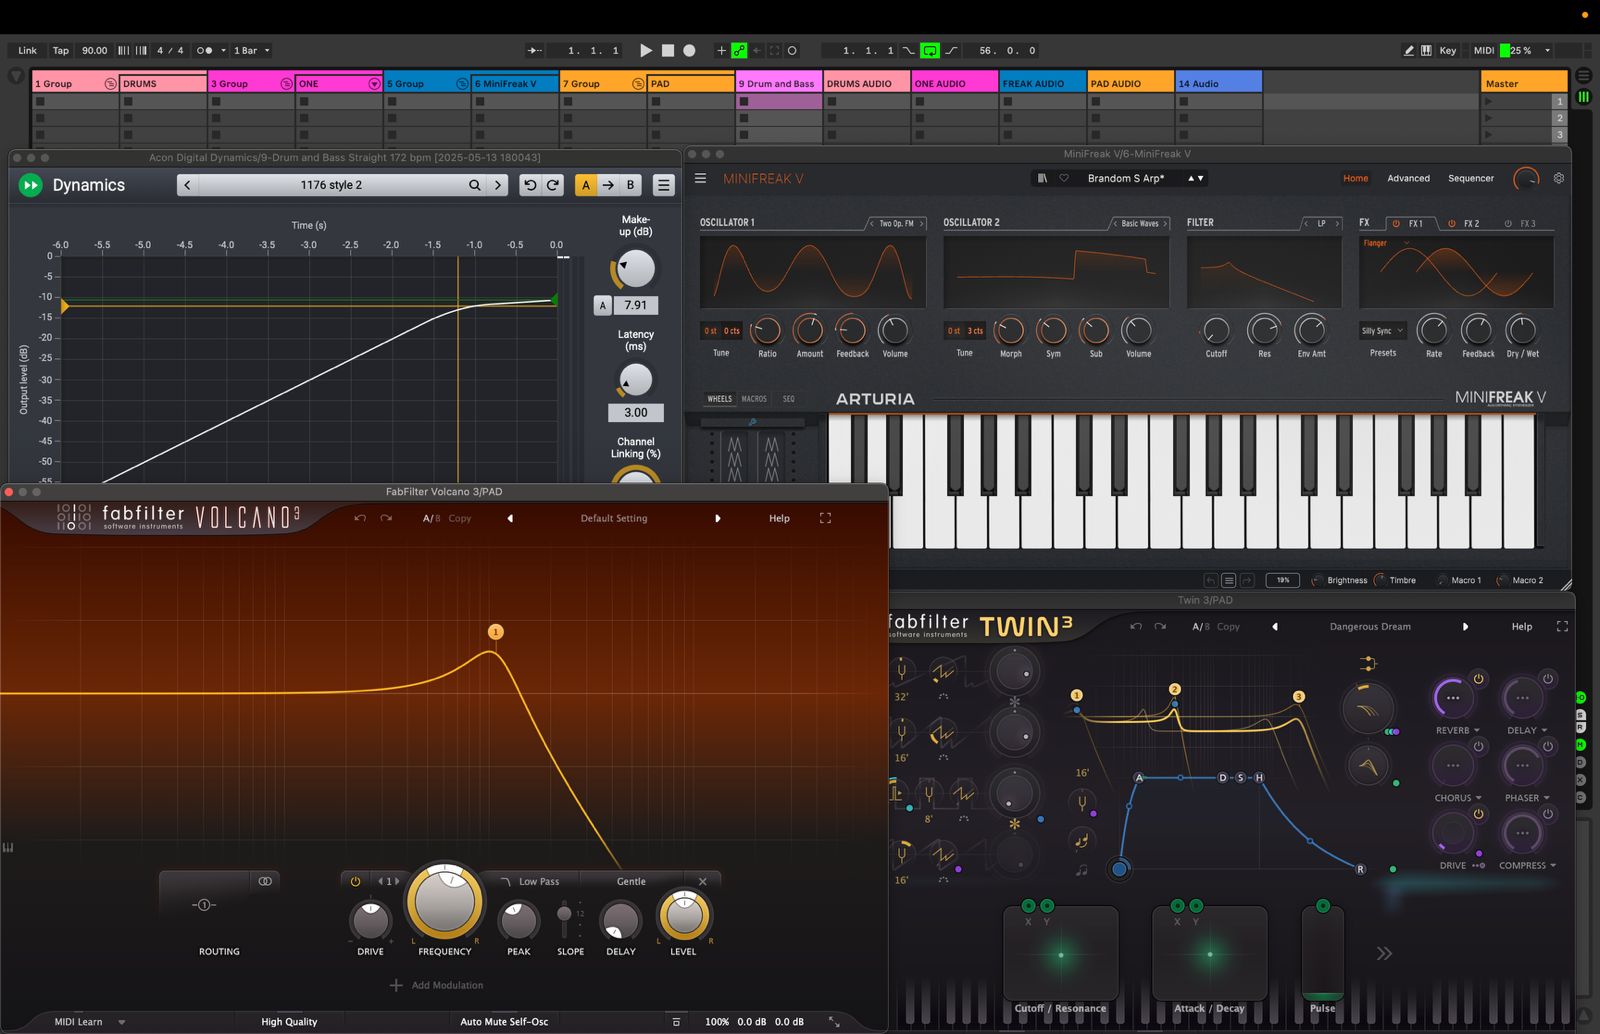 Link Tap 90.00 4 / 4 1 Bar 1. 1. 1 1. 1. 1 56. 0. 0 Key MIDI 25 %
1 Group DRUMS 3 Group ONE 5 Group 6 MiniFreak V 7 Group PAD 9 Drum and Bass DRUMS AUDIO ONE AUDIO FREAK AUDIO PAD AUDIO 14 Audio Master
1
2
3
Acon Digital Dynamics/9-Drum and Bass Straight 172 bpm [2025-05-13 180043]
Dynamics 1176 style 2 A B
Time (s)
-6.0 -5.5 -5.0 -4.5 -4.0 -3.5 -3.0 -2.5 -2.0 -1.5 -1.0 -0.5 0.0
Output level (dB)
0
-5
-10
-15
-20
-25
-30
-35
-40
-45
-50
-55
Make-
up (dB)
A 7.91
Latency
(ms)
3.00
Channel
Linking (%)
MiniFreak V/6-MiniFreak V
MINIFREAK V Brandom S Arp* Home Advanced Sequencer
OSCILLATOR 1 Two Op. FM OSCILLATOR 2 Basic Waves FILTER LP FX FX 1 FX 2 FX 3
Flanger
0 st 0 cts 0 st 3 cts Silly Sync
Tune Ratio Amount Feedback Volume Tune Morph Sym Sub Volume Cutoff Res Env Amt Presets Rate Feedback Dry / Wet
WHEELS MACROS SEQ ARTURIA MINIFREAK V
19% Brightness Timbre Macro 1 Macro 2
FabFilter Volcano 3/PAD
fabfilter VOLCANO3
software instruments
A/B Copy Default Setting Help
1
1 Low Pass Gentle
1
12
L R L R
ROUTING DRIVE FREQUENCY PEAK SLOPE DELAY LEVEL
Add Modulation
MIDI Learn High Quality Auto Mute Self-Osc 100% 0.0 dB 0.0 dB
Twin 3/PAD
fabfilter TWIN3
software instruments
A/B Copy Dangerous Dream Help
32'
16'
8'
16'
1 2 3
16'
A D S H
R
REVERB DELAY
CHORUS PHASER
DRIVE COMPRESS
X Y X Y
Cutoff / Resonance Attack / Decay Pulse